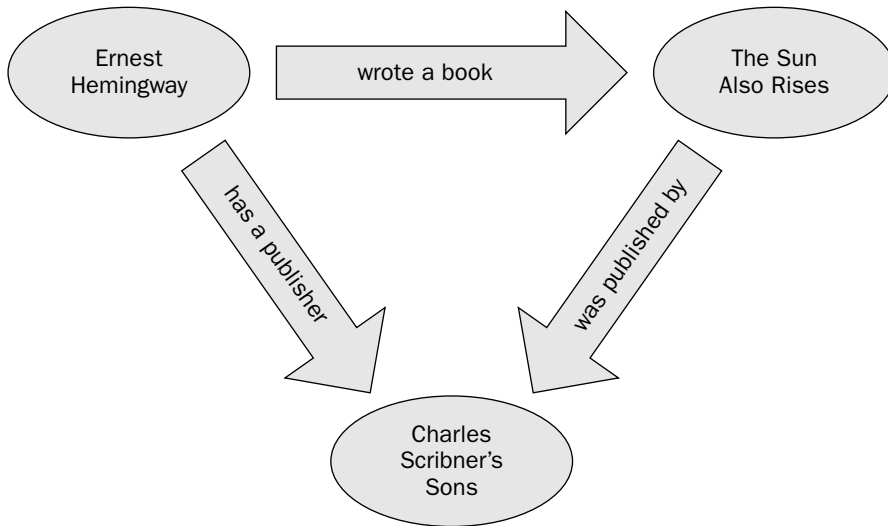 Ernest
Hemingway
wrote a book
The Sun
Also Rises
has a publisher
was published by
Charles
Scribner’s
Sons